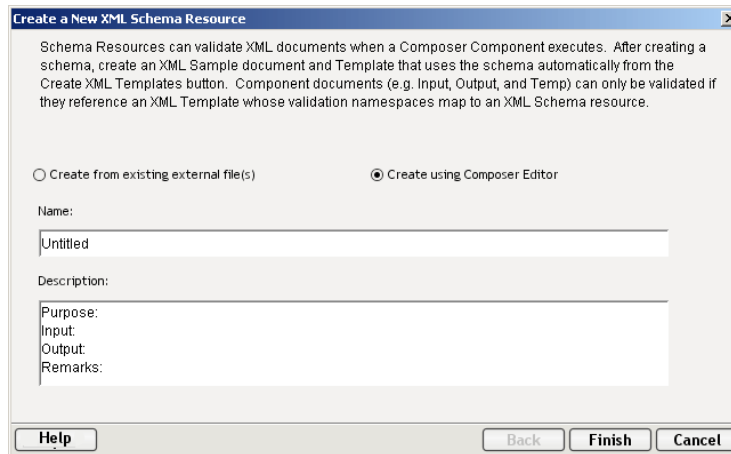 Create a New XML Schema Resource
Schema Resources can validate XML documents when a Composer Component executes. After creating a
schema, create an XML Sample document and Template that uses the schema automatically from the
Create XML Templates button. Component documents (e.g. Input, Output, and Temp) can only be validated if
they reference an XML Template whose validation namespaces map to an XML Schema resource.
Create from existing external file(s) Create using Composer Editor
Name:
Untitled
Description:
Purpose:
Input:
Output:
Remarks:
Help Back Finish Cancel